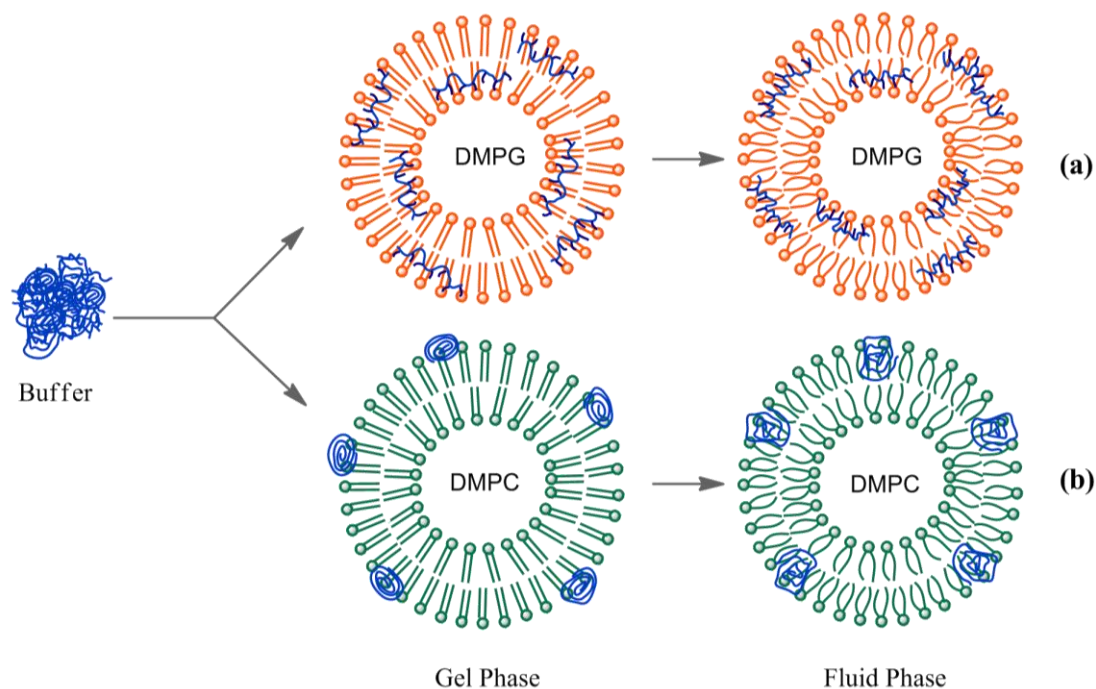 DMPG
DMPG
(a)
Buffer
DMPC
DMPC
(b)
Gel Phase
Fluid Phase